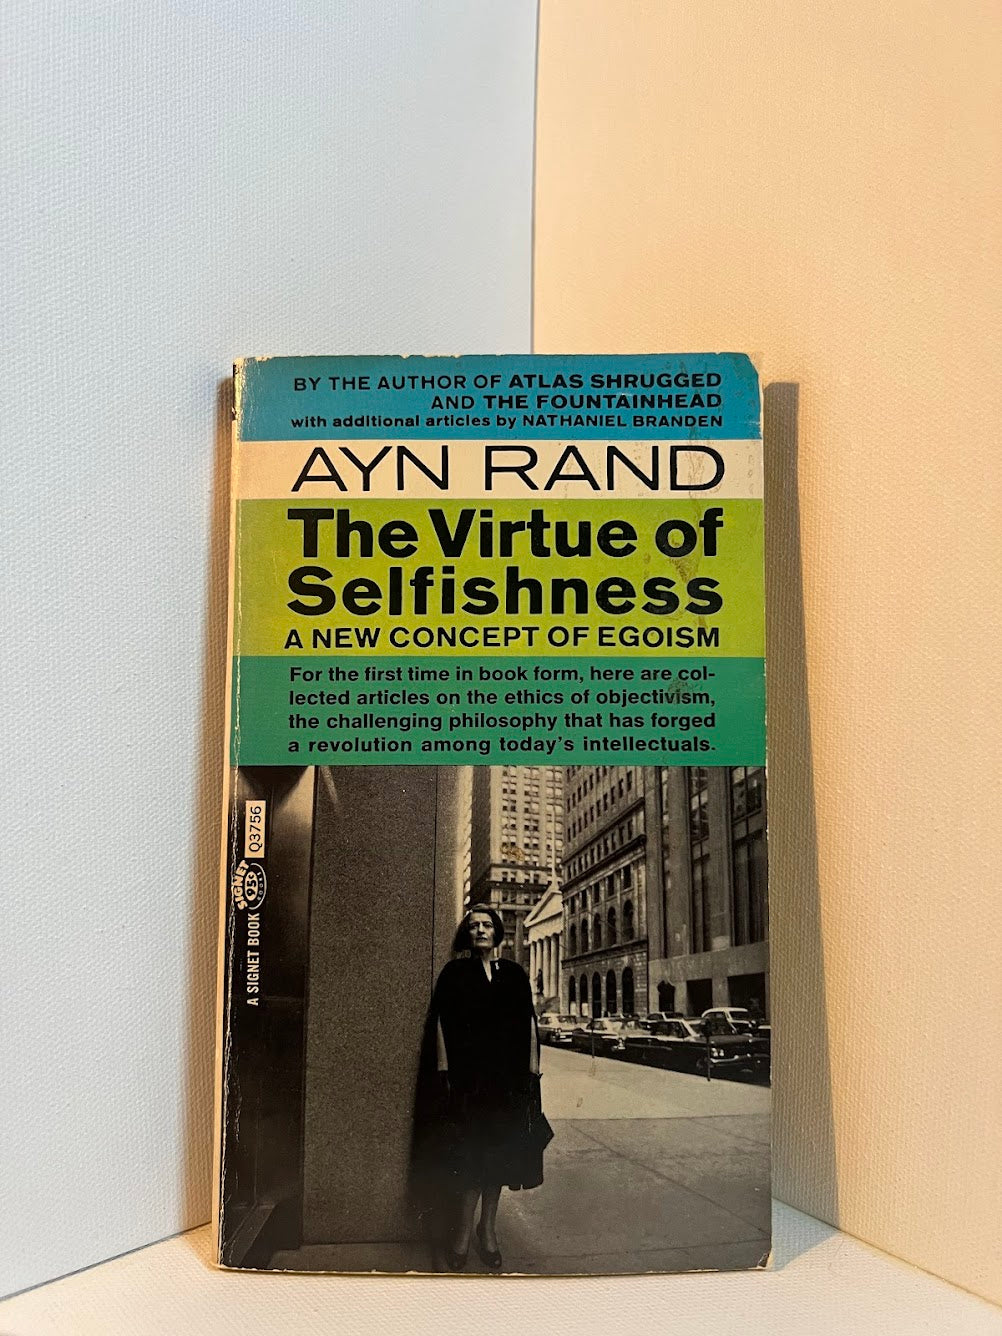 BY THE AUTHOR OF ATLAS SHRUGGED
AND THE FOUNTAINHEAD
with additional articles by NATHANIEL BRANDEN
AYN RAND
The Virtue of
Selfishness
A NEW CONCEPT OF EGOISM
For the first time in book form, here are col-
lected articles on the ethics of objectivism,
the challenging philosophy that has forged
a revolution among today's intellectuals.
A SIGNET BOOK
SIGNET
95¢
BOOKS
Q3756